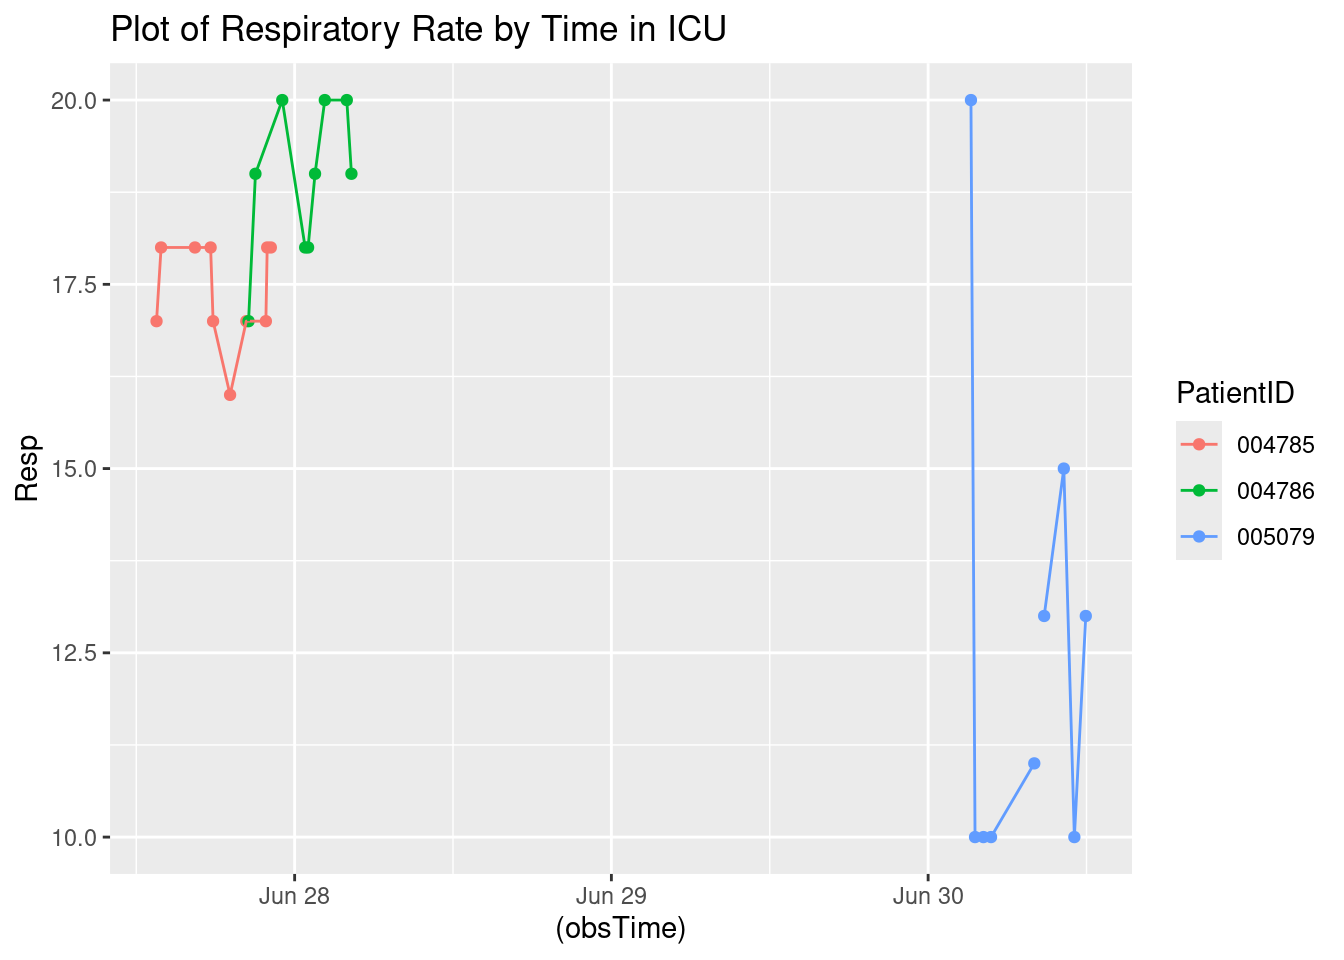 Plot of Respiratory Rate by Time in ICU
20.0
17.5
15.0
12.5
10.0
Resp
Jun 28
Jun 29
Jun 30
(obsTime)
PatientID
004785
004786
005079